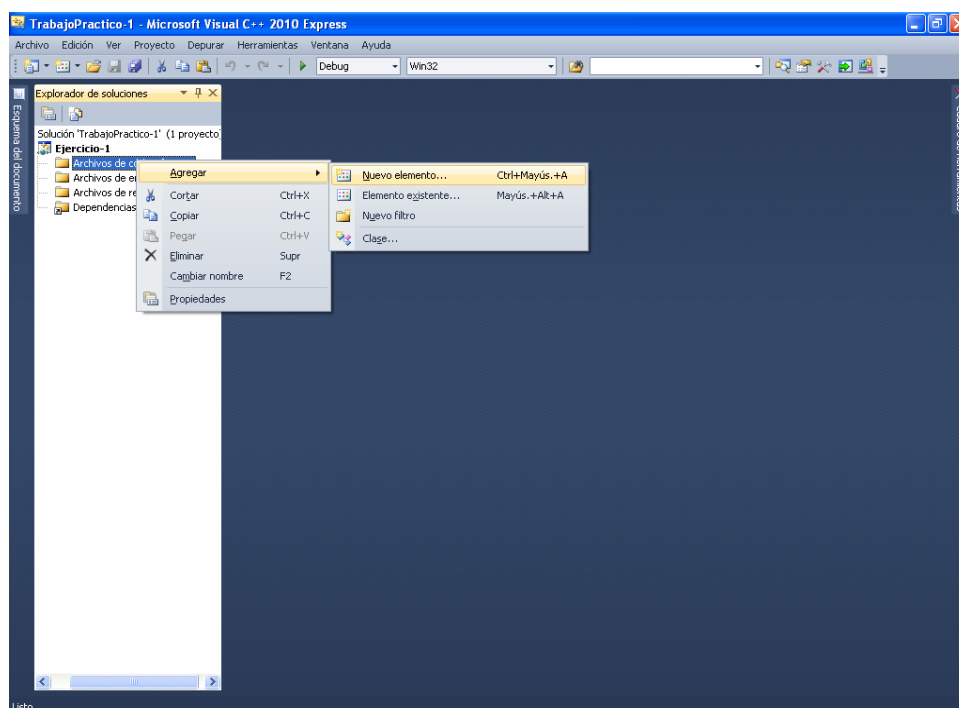 TrabajoPractico-1 - Microsoft Visual C++ 2010 Express
Archivo Edición Ver Proyecto Depurar Herramientas Ventana Ayuda
Debug Win32
Esquema del documento
Explorador de soluciones
Solución 'TrabajoPractico-1' (1 proyecto)
Ejercicio-1
Archivos de
Archivos de
Archivos de
Dependencias
Agregar
Cortar Ctrl+X
Copiar Ctrl+C
Pegar Ctrl+V
Eliminar Supr
Cambiar nombre F2
Propiedades
Nuevo elemento... Ctrl+Mayús.+A
Elemento existente... Mayús.+Alt+A
Nuevo filtro
Clase...
Listo